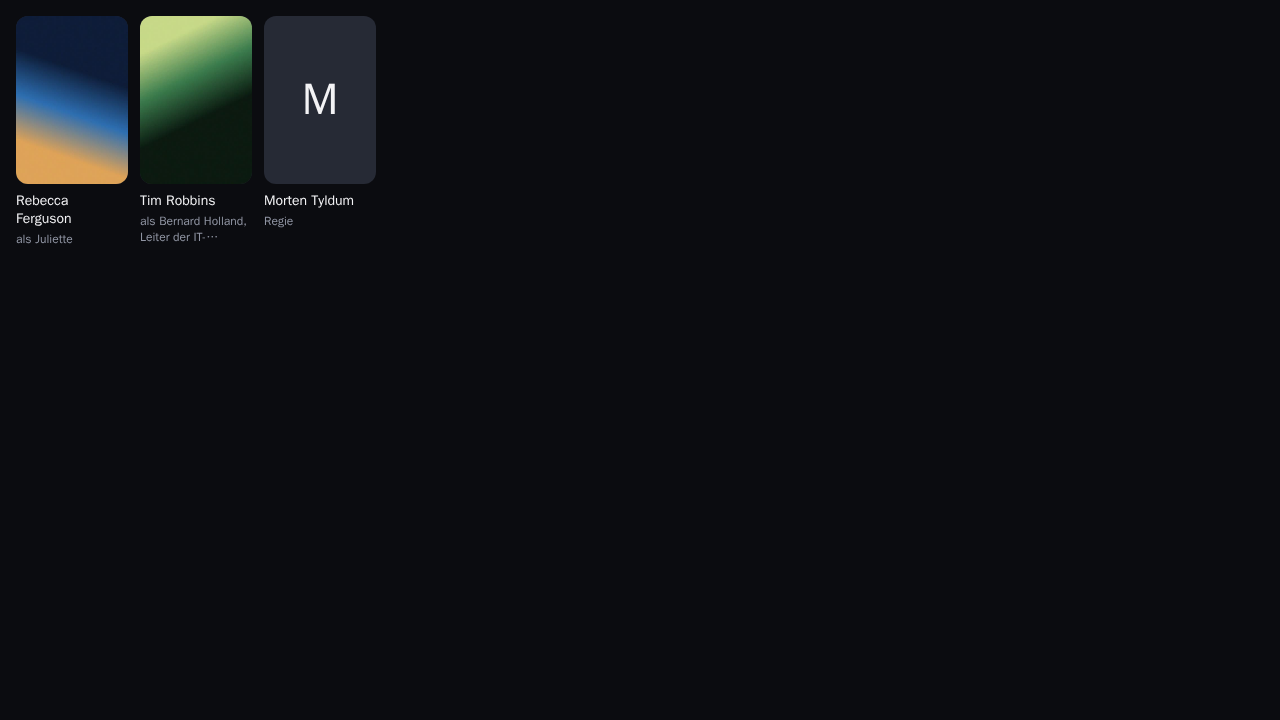 M
Rebecca
Ferguson
als Juliette
Tim Robbins
als Bernard Holland,
Leiter der IT-…
Morten Tyldum
Regie